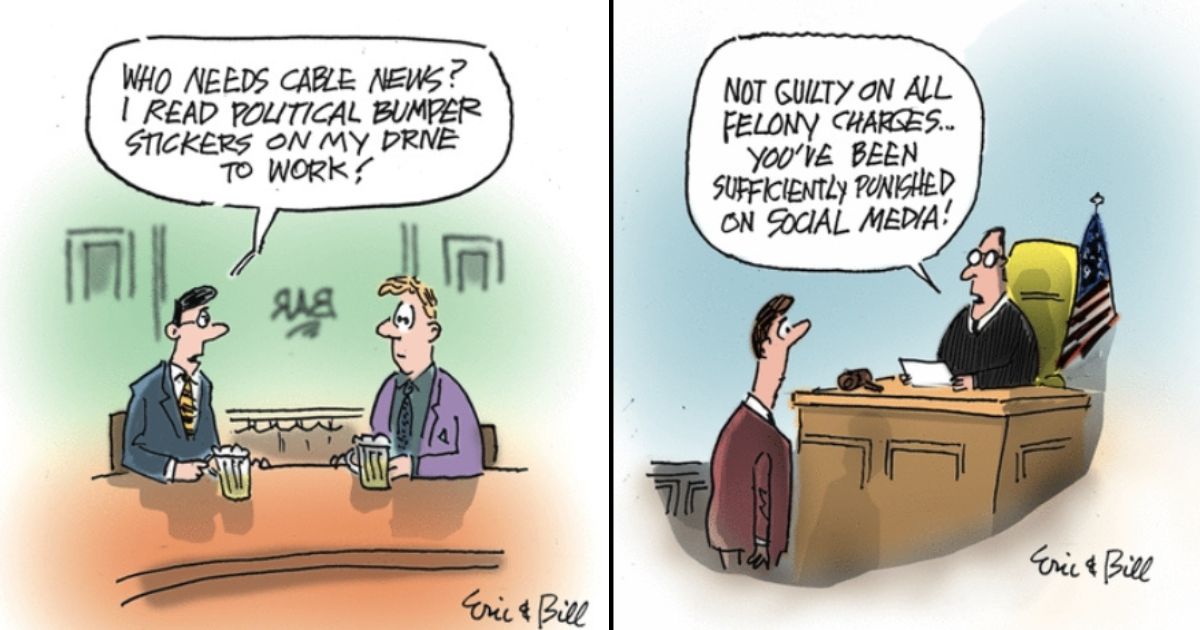 WHO NEEDS CABLE NEWS?
I READ POLITICAL BUMPER
STICKERS ON MY DRIVE
TO WORK!
BAR
Eric & Bill
NOT GUILTY ON ALL
FELONY CHARGES...
YOU'VE BEEN
SUFFICIENTLY PUNISHED
ON SOCIAL MEDIA!
Eric & Bill